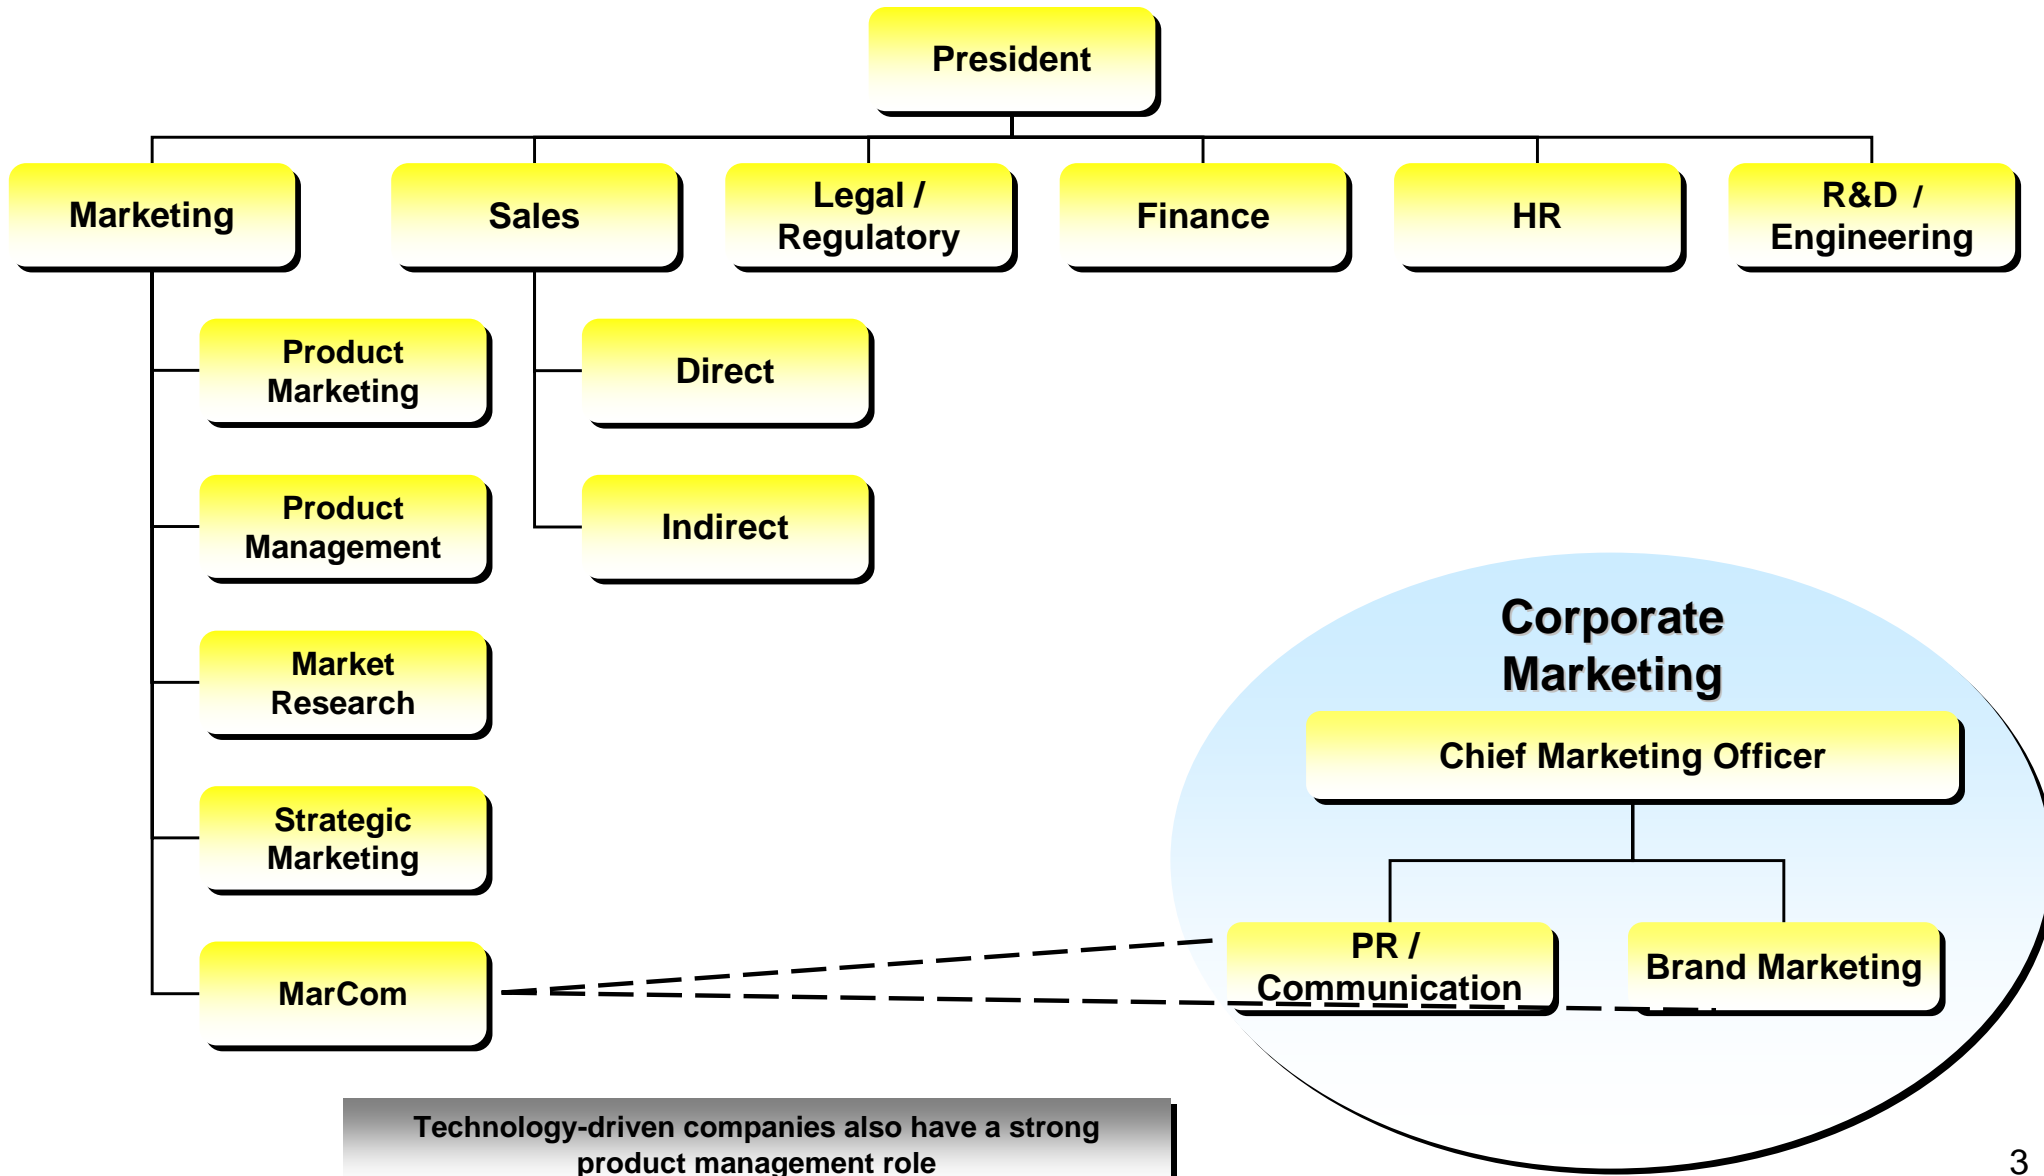 President
Marketing
Sales
Legal /
Regulatory
Finance
HR
R&D /
Engineering
Product
Marketing
Direct
Product
Management
Indirect
Market
Research
Strategic
Marketing
MarCom
Corporate
Marketing
Chief Marketing Officer
PR /
Communication
Brand Marketing
Technology-driven companies also have a strong
product management role
3